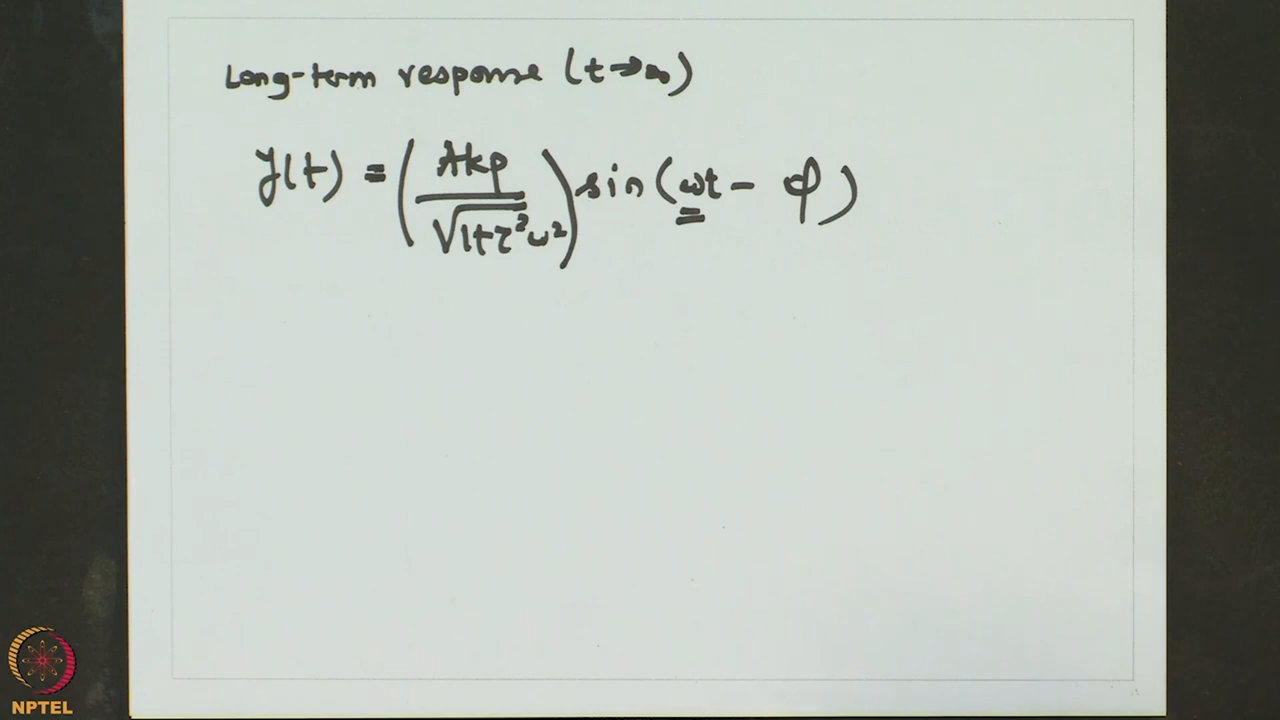 Long-term response (t→∞)
y(t) = (Akp / √1+τ²ω²) sin(ωt - φ)
NPTEL